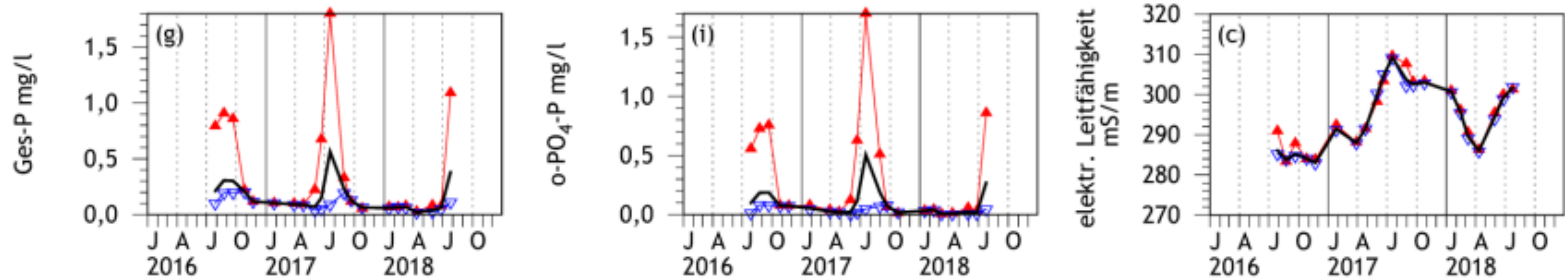 Ges-P mg/l
(g)
1,5
1,0
0,5
0,0
J A J O J A J O J A J O
2016 2017 2018
o-PO₄-P mg/l
(i)
1,5
1,0
0,5
0,0
J A J O J A J O J A J O
2016 2017 2018
elektr. Leitfähigkeit
mS/m
(c)
320
310
300
290
280
270
J A J O J A J O J A J O
2016 2017 2018